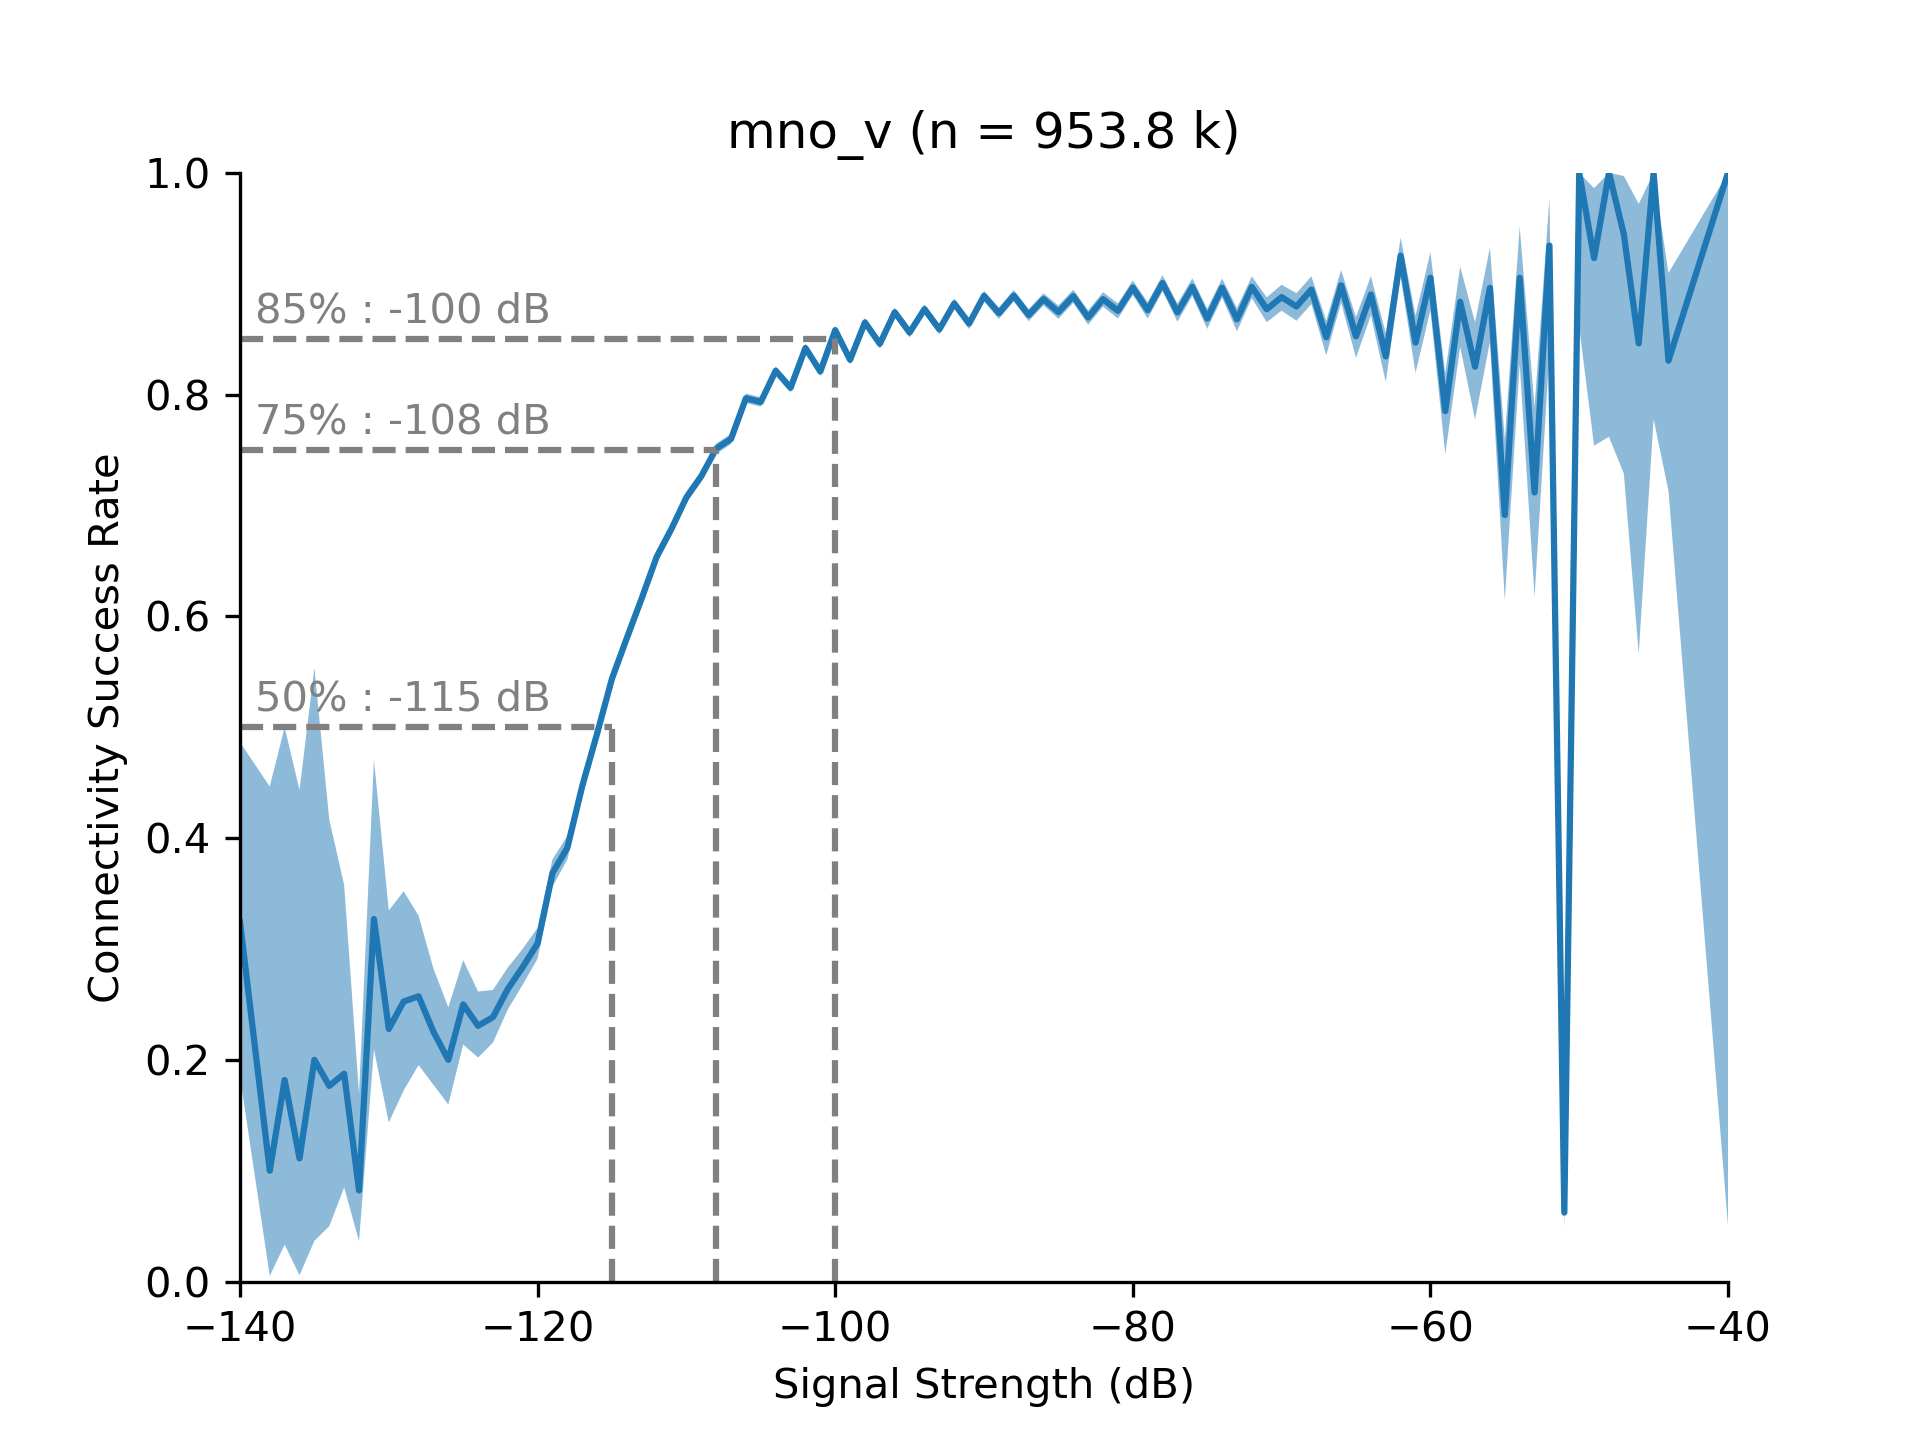 mno_v (n = 953.8 k)
1.0
0.8
0.6
0.4
0.2
0.0
Connectivity Success Rate
85% : -100 dB
75% : -108 dB
50% : -115 dB
−140 −120 −100 −80 −60 −40
Signal Strength (dB)